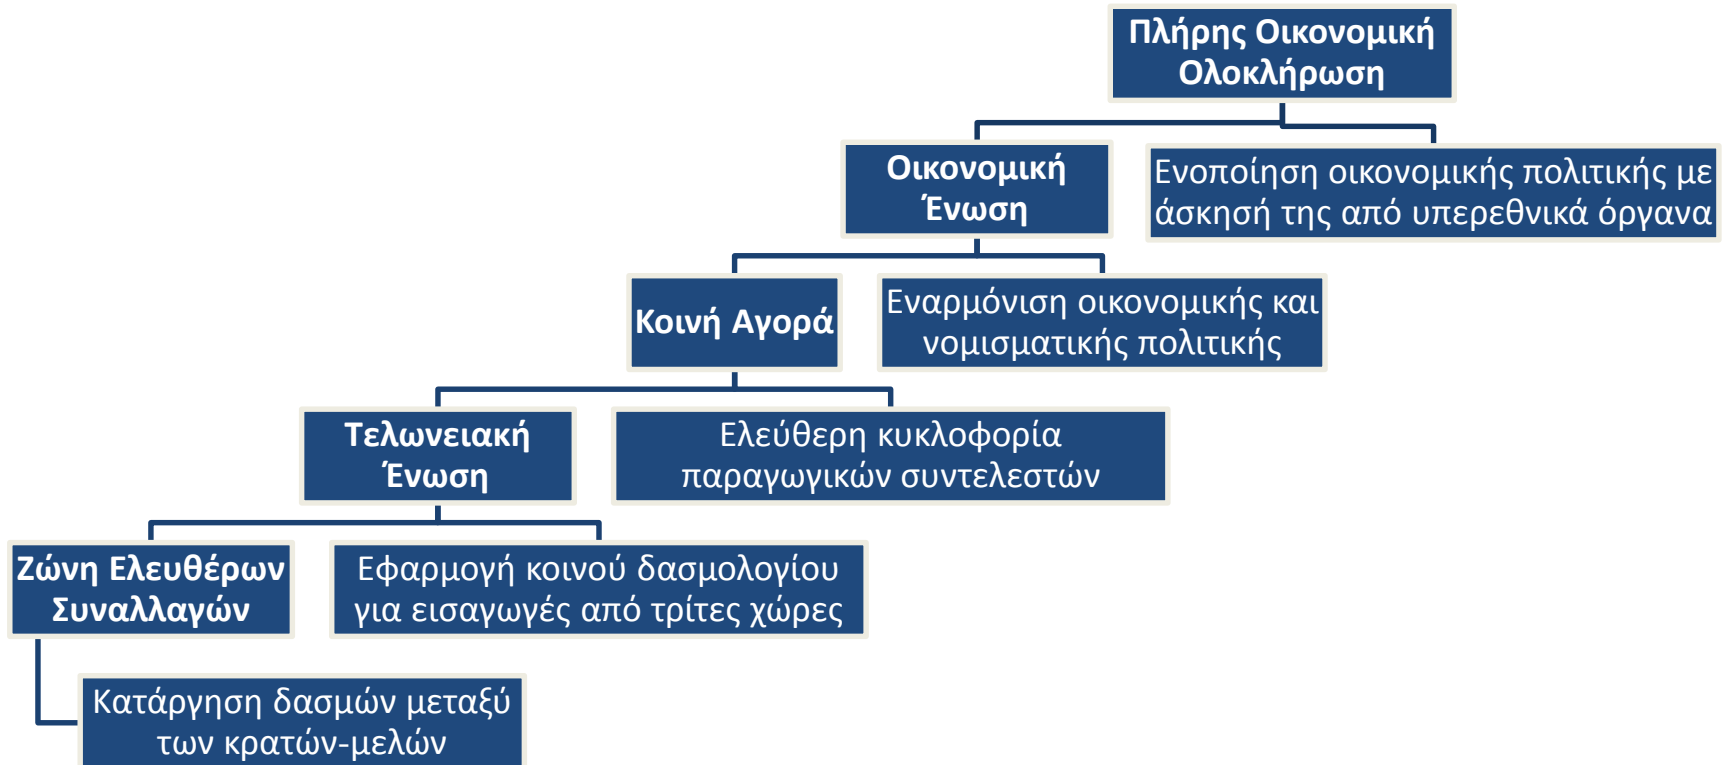 Πλήρης Οικονομική
Ολοκλήρωση
Οικονομική
Ένωση
Ενοποίηση οικονομικής πολιτικής με
άσκησή της από υπερεθνικά όργανα
Κοινή Αγορά
Εναρμόνιση οικονομικής και
νομισματικής πολιτικής
Τελωνειακή
Ένωση
Ελεύθερη κυκλοφορία
παραγωγικών συντελεστών
Ζώνη Ελευθέρων
Συναλλαγών
Εφαρμογή κοινού δασμολογίου
για εισαγωγές από τρίτες χώρες
Κατάργηση δασμών μεταξύ
των κρατών-μελών